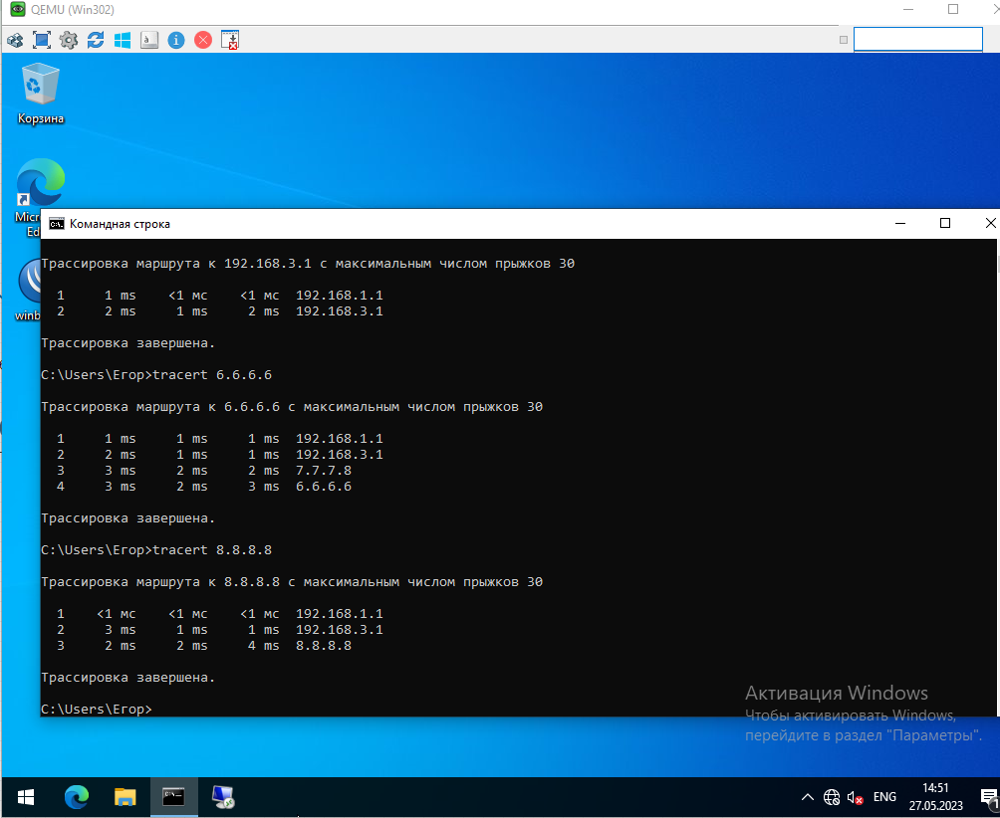 QEMU (Win302)
Корзина
Micr
Ed
winb
Командная строка
Трассировка маршрута к 192.168.3.1 с максимальным числом прыжков 30
1 1 ms <1 мс <1 мс 192.168.1.1
2 2 ms 1 ms 2 ms 192.168.3.1
Трассировка завершена.
C:\Users\Егор>tracert 6.6.6.6
Трассировка маршрута к 6.6.6.6 с максимальным числом прыжков 30
1 1 ms 1 ms 1 ms 192.168.1.1
2 2 ms 1 ms 1 ms 192.168.3.1
3 3 ms 2 ms 2 ms 7.7.7.8
4 3 ms 2 ms 3 ms 6.6.6.6
Трассировка завершена.
C:\Users\Егор>tracert 8.8.8.8
Трассировка маршрута к 8.8.8.8 с максимальным числом прыжков 30
1 <1 мс <1 мс <1 мс 192.168.1.1
2 3 ms 1 ms 1 ms 192.168.3.1
3 2 ms 2 ms 4 ms 8.8.8.8
Трассировка завершена.
C:\Users\Егор>
Активация Windows
Чтобы активировать Windows,
перейдите в раздел "Параметры".
ENG
14:51
27.05.2023
1